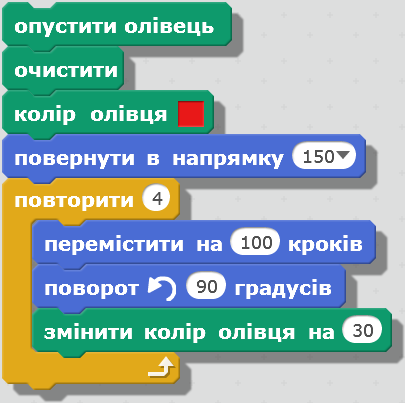 опустити олівець
очистити
колір олівця
повернути в напрямку 150
повторити 4
перемістити на 100 кроків
поворот 90 градусів
змінити колір олівця на 30